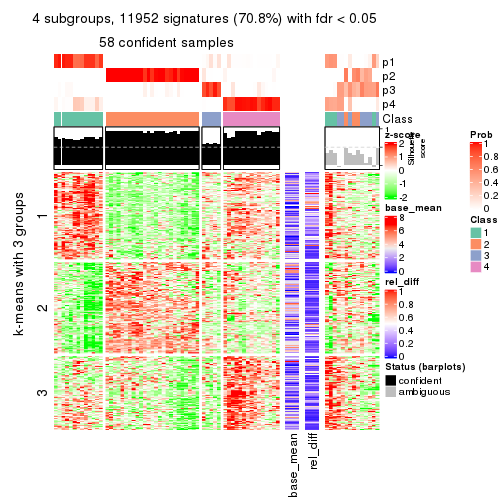 4 subgroups, 11952 signatures (70.8%) with fdr < 0.05
58 confident samples
p1
p2
p3
p4
Class
1
Silhouette
score
k-means with 3 groups
1
2
3
base_mean
rel_diff
z-score
2
1
0
-1
-2
base_mean
8
6
4
2
0
rel_diff
1
0.8
0.6
0.4
0.2
0
Status (barplots)
confident
ambiguous
Prob
1
0.8
0.6
0.4
0.2
0
Class
1
2
3
4